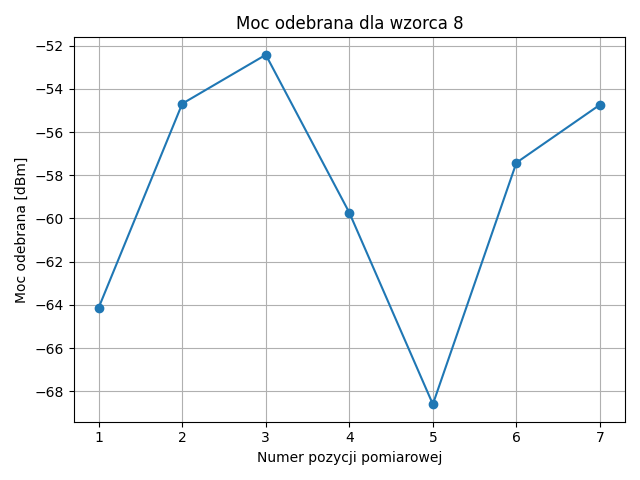 Moc odebrana dla wzorca 8
Moc odebrana [dBm]
−52
−54
−56
−58
−60
−62
−64
−66
−68
1 2 3 4 5 6 7
Numer pozycji pomiarowej